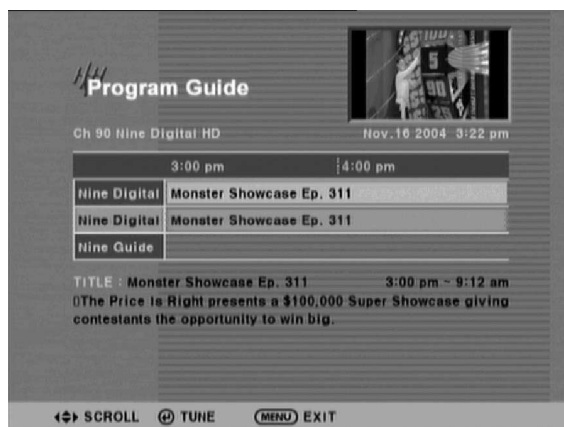 Program Guide
Ch 90 Nine Digital HD
Nov.16 2004 3:22 pm
3:00 pm
4:00 pm
Nine Digital
Monster Showcase Ep. 311
Nine Digital
Monster Showcase Ep. 311
Nine Guide
TITLE : Monster Showcase Ep. 311
3:00 pm ~ 9:12 am
▯The Price Is Right presents a $100,000 Super Showcase giving
contestants the opportunity to win big.
SCROLL
TUNE
MENU EXIT
5
90